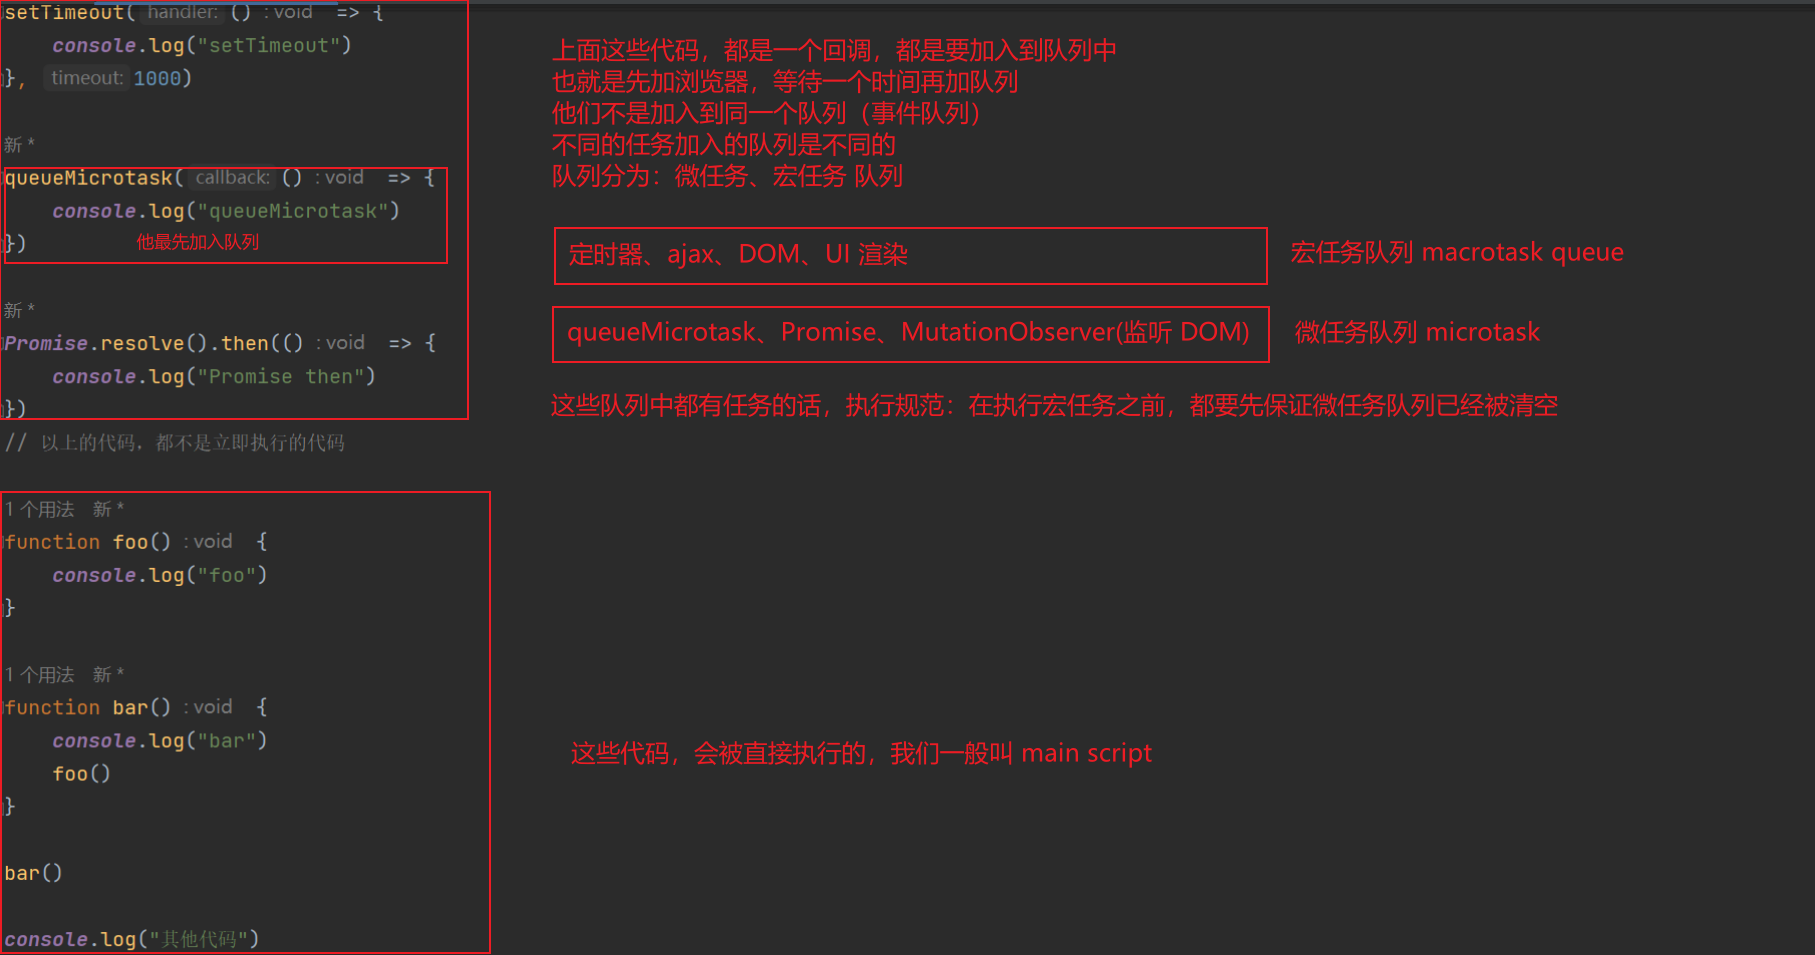 setTimeout( handler: () : void => {
console.log("setTimeout")
}, timeout: 1000)
新 *
queueMicrotask( callback: () : void => {
console.log("queueMicrotask")
})
他最先加入队列
新 *
Promise.resolve().then(() : void => {
console.log("Promise then")
})
// 以上的代码，都不是立即执行的代码
1 个用法 新 *
function foo() : void {
console.log("foo")
}
1 个用法 新 *
function bar() : void {
console.log("bar")
foo()
}
bar()
console.log("其他代码")
上面这些代码，都是一个回调，都是要加入到队列中
也就是先加浏览器，等待一个时间再加队列
他们不是加入到同一个队列（事件队列）
不同的任务加入的队列是不同的
队列分为：微任务、宏任务 队列
定时器、ajax、DOM、UI 渲染
宏任务队列 macrotask queue
queueMicrotask、Promise、MutationObserver(监听 DOM)
微任务队列 microtask
这些队列中都有任务的话，执行规范：在执行宏任务之前，都要先保证微任务队列已经被清空
这些代码，会被直接执行的，我们一般叫 main script